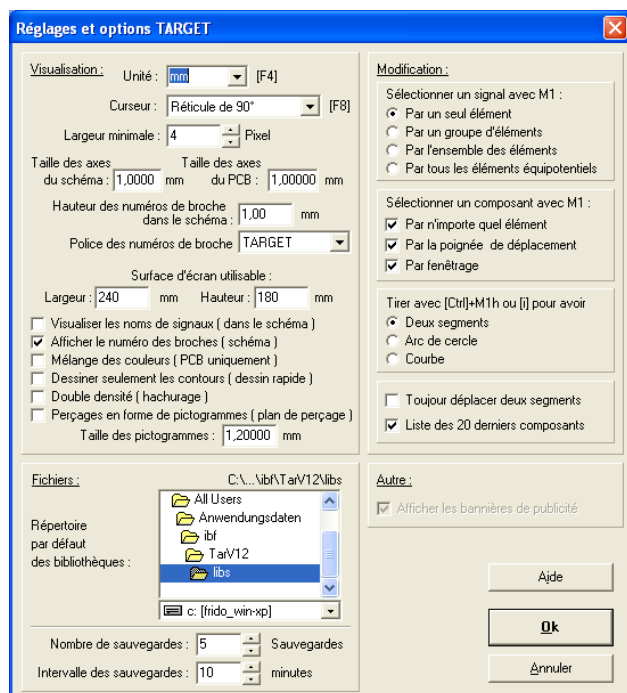 Réglages et options TARGET
Visualisation :
Unité : mm [F4]
Curseur : Réticule de 90° [F8]
Largeur minimale : 4 Pixel
Taille des axes du schéma : 1,0000 mm
Taille des axes du PCB : 1,00000 mm
Hauteur des numéros de broche dans le schéma : 1,00 mm
Police des numéros de broche TARGET
Surface d'écran utilisable :
Largeur : 240 mm Hauteur : 180 mm
Visualiser les noms de signaux ( dans le schéma )
Afficher le numéro des broches ( schéma )
Mélange des couleurs ( PCB uniquement )
Dessiner seulement les contours ( dessin rapide )
Double densité ( hachurage )
Perçages en forme de pictogrammes ( plan de perçage )
Taille des pictogrammes : 1,20000 mm
Fichiers : C:\...\ibf\TarV12\libs
Répertoire
par défaut
des bibliothèques :
All Users
Anwendungsdaten
ibf
TarV12
libs
c: [frido_win-xp]
Nombre de sauvegardes : 5 Sauvegardes
Intervalle des sauvegardes : 10 minutes
Modification :
Sélectionner un signal avec M1 :
Par un seul élément
Par un groupe d'éléments
Par l'ensemble des éléments
Par tous les éléments équipotentiels
Sélectionner un composant avec M1 :
Par n'importe quel élément
Par la poignée de déplacement
Par fenêtrage
Tirer avec [Ctrl]+M1h ou [i] pour avoir
Deux segments
Arc de cercle
Courbe
Toujour déplacer deux segments
Liste des 20 derniers composants
Autre :
Afficher les bannières de publicité
Aide
Ok
Annuler